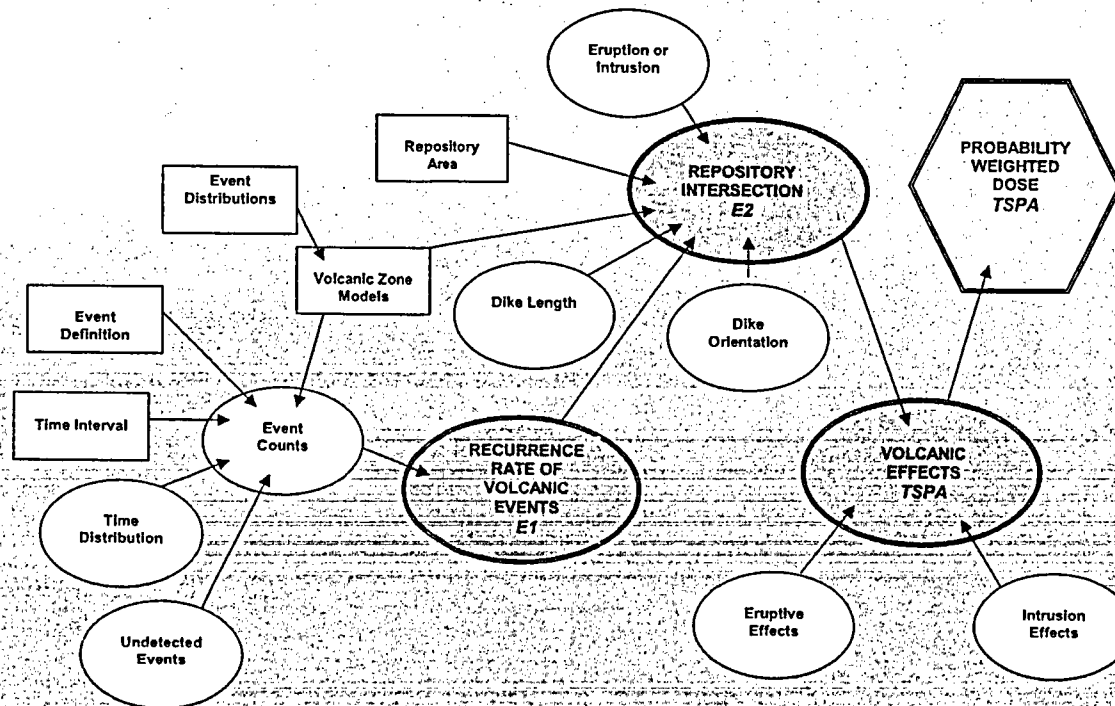 Eruption or
Intrusion
Repository
Area
REPOSITORY
INTERSECTION
E2
PROBABILITY
WEIGHTED
DOSE
TSPA
Event
Distributions
Volcanic Zone
Models
Dike Length
Dike
Orientation
Event
Definition
Time Interval
Event
Counts
RECURRENCE
RATE OF
VOLCANIC
EVENTS
E1
VOLCANIC
EFFECTS
TSPA
Time
Distribution
Undetected
Events
Eruptive
Effects
Intrusion
Effects